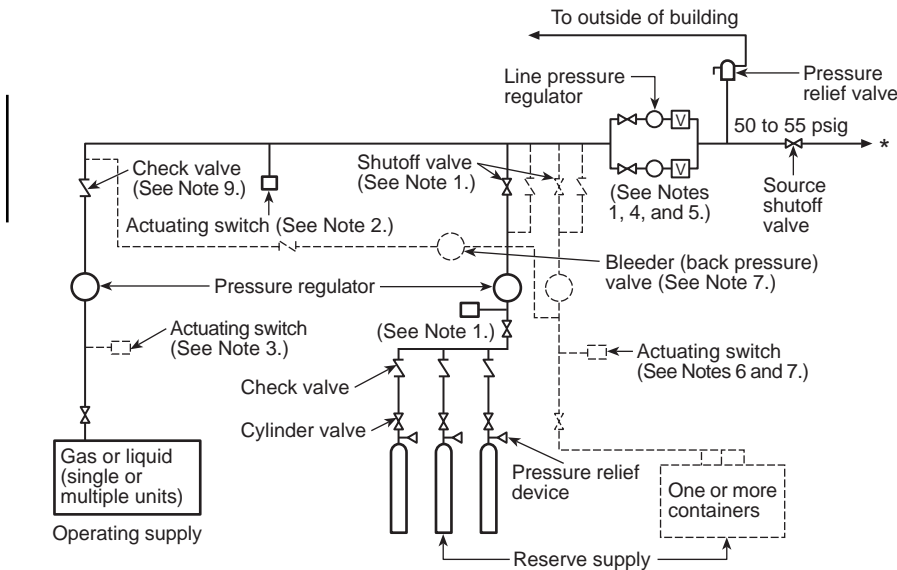 To outside of building
Line pressure
regulator
Pressure
relief valve
V
50 to 55 psig
*
Check valve
(See Note 9.)
Shutoff valve
(See Note 1.)
V
(See Notes
1, 4, and 5.)
Source
shutoff
valve
Actuating switch (See Note 2.)
Bleeder (back pressure)
valve (See Note 7.)
Pressure regulator
Actuating switch
(See Note 3.)
(See Note 1.)
Actuating switch
(See Notes 6 and 7.)
Check valve
Cylinder valve
Gas or liquid
(single or
multiple units)
Operating supply
Pressure relief
device
One or more
containers
Reserve supply